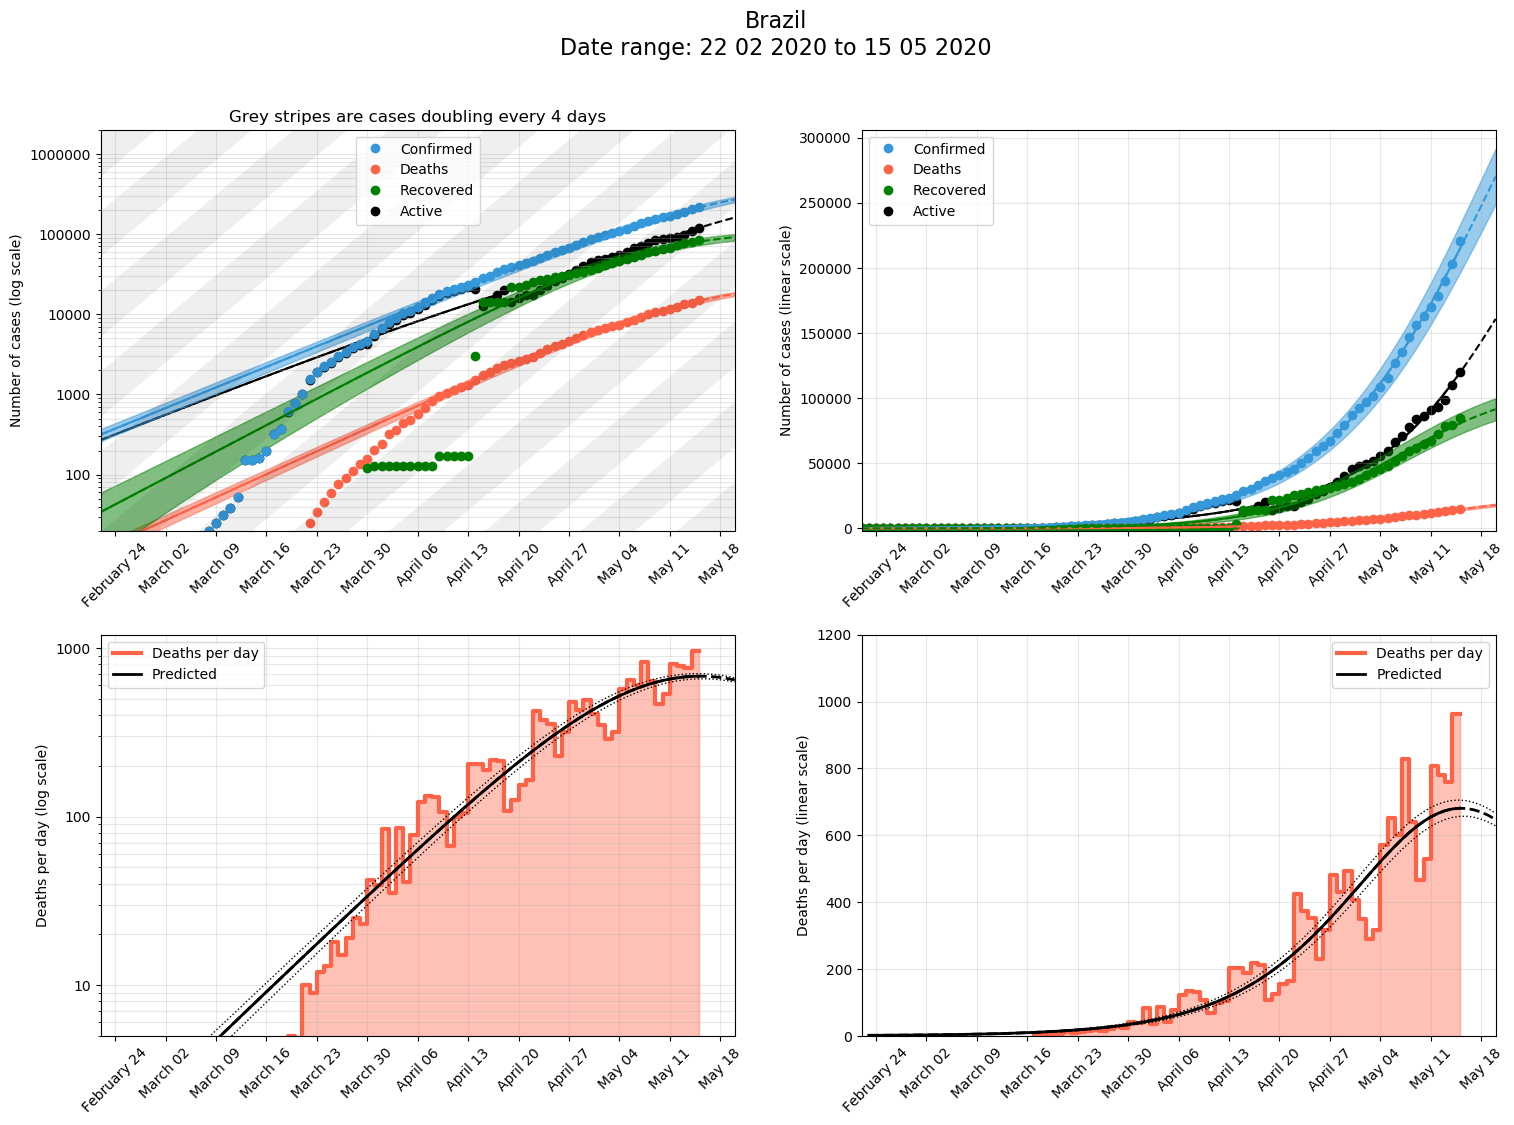 Brazil
Date range: 22 02 2020 to 15 05 2020
Grey stripes are cases doubling every 4 days
Number of cases (log scale)
1000000
100000
10000
1000
100
Confirmed
Deaths
Recovered
Active
February 24
March 02
March 09
March 16
March 23
March 30
April 06
April 13
April 20
April 27
May 04
May 11
May 18
Number of cases (linear scale)
300000
250000
200000
150000
100000
50000
0
Confirmed
Deaths
Recovered
Active
February 24
March 02
March 09
March 16
March 23
March 30
April 06
April 13
April 20
April 27
May 04
May 11
May 18
Deaths per day (log scale)
1000
100
10
Deaths per day
Predicted
February 24
March 02
March 09
March 16
March 23
March 30
April 06
April 13
April 20
April 27
May 04
May 11
May 18
Deaths per day (linear scale)
1200
1000
800
600
400
200
0
Deaths per day
Predicted
February 24
March 02
March 09
March 16
March 23
March 30
April 06
April 13
April 20
April 27
May 04
May 11
May 18